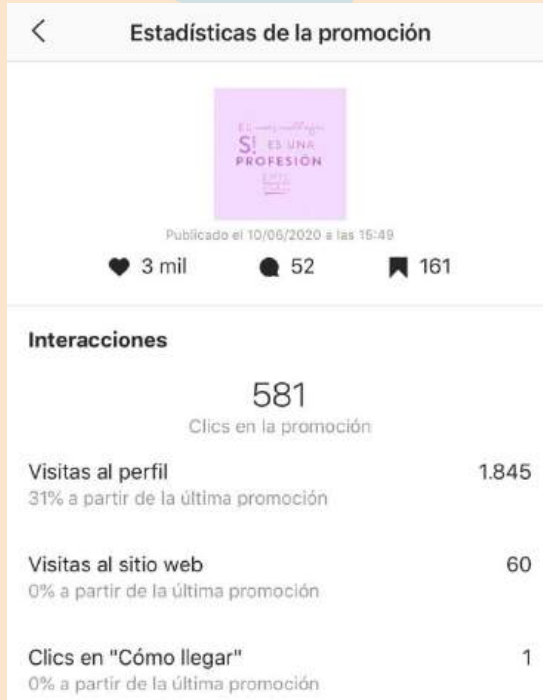 Estadísticas de la promoción
S! ES UNA
PROFESIÓN
Publicado el 10/06/2020 a las 15:49
3 mil 52 161
Interacciones
581
Clics en la promoción
Visitas al perfil 1.845
31% a partir de la última promoción
Visitas al sitio web 60
0% a partir de la última promoción
Clics en "Cómo llegar" 1
0% a partir de la última promoción